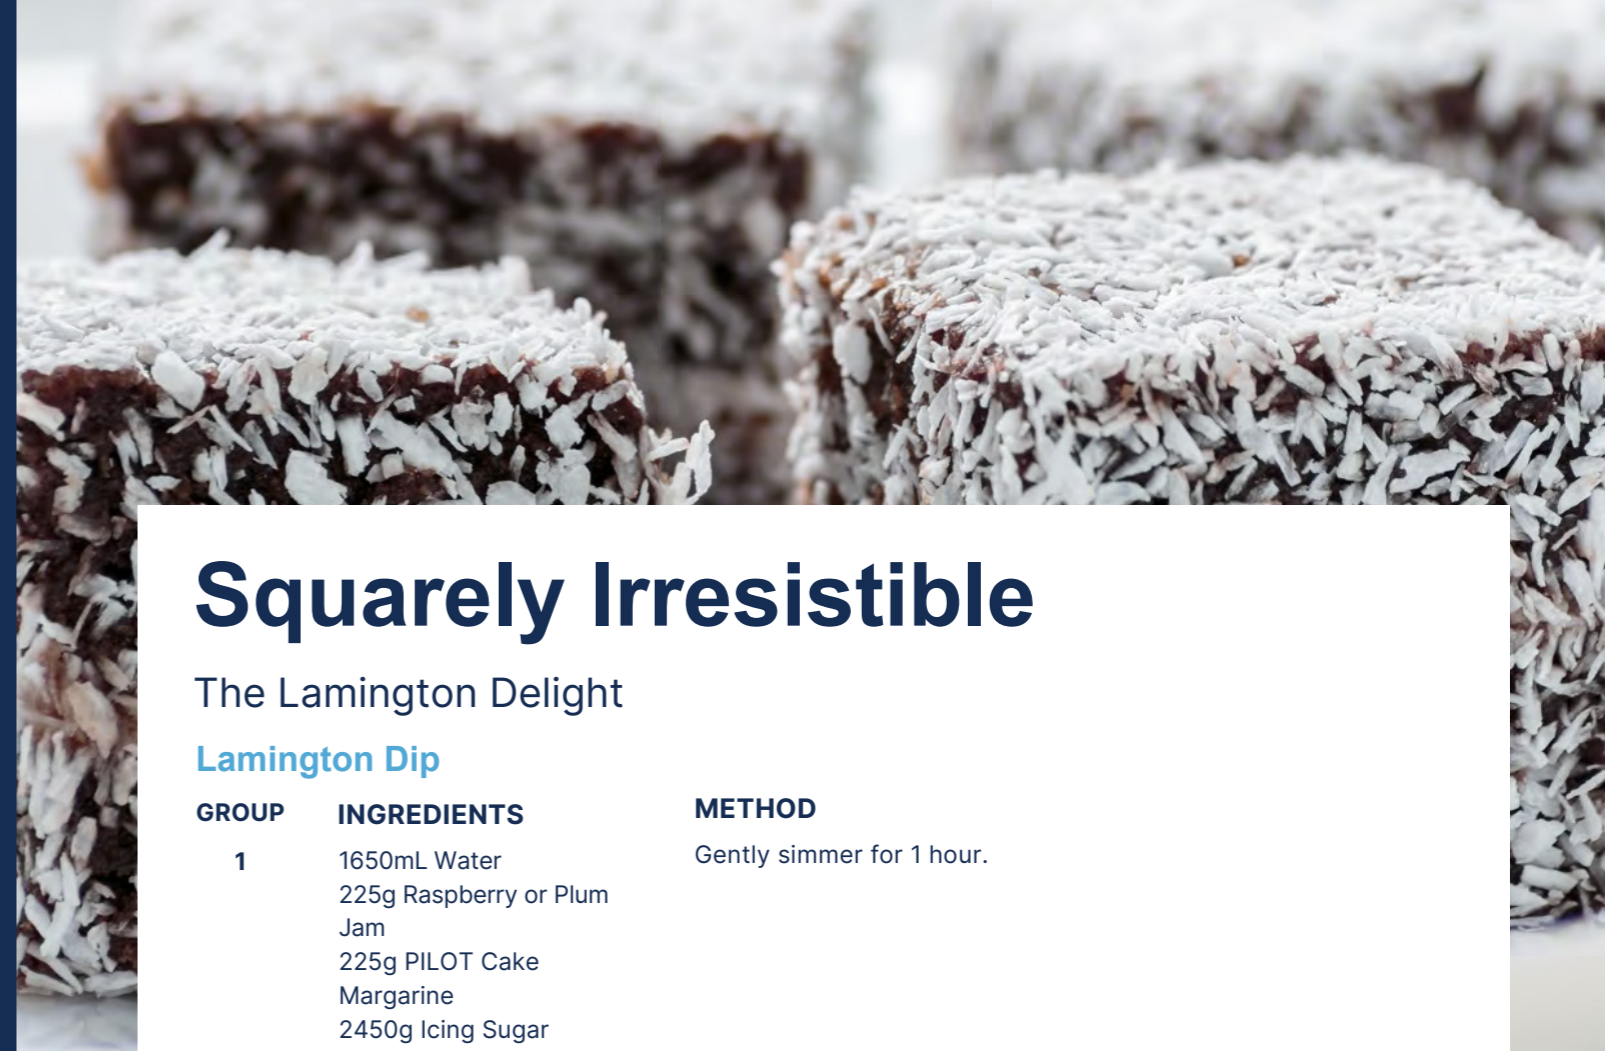 Squarely Irresistible
The Lamington Delight
Lamington Dip
GROUP
INGREDIENTS
METHOD
1
1650mL Water
225g Raspberry or Plum
Jam
225g PILOT Cake
Margarine
2450g Icing Sugar
Gently simmer for 1 hour.